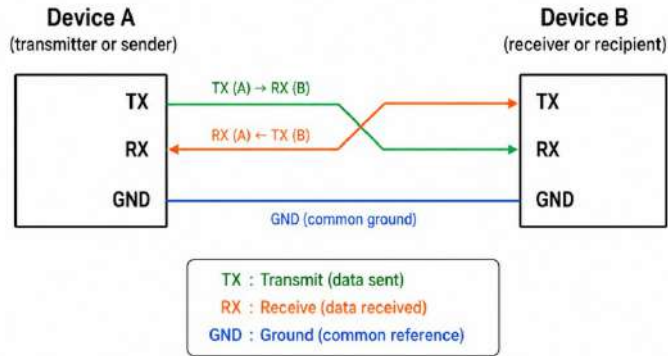 Device A
(transmitter or sender)
Device B
(receiver or recipient)
TX
TX (A) → RX (B)
TX
RX
RX (A) ← TX (B)
RX
GND
GND (common ground)
GND
TX : Transmit (data sent)
RX : Receive (data received)
GND : Ground (common reference)